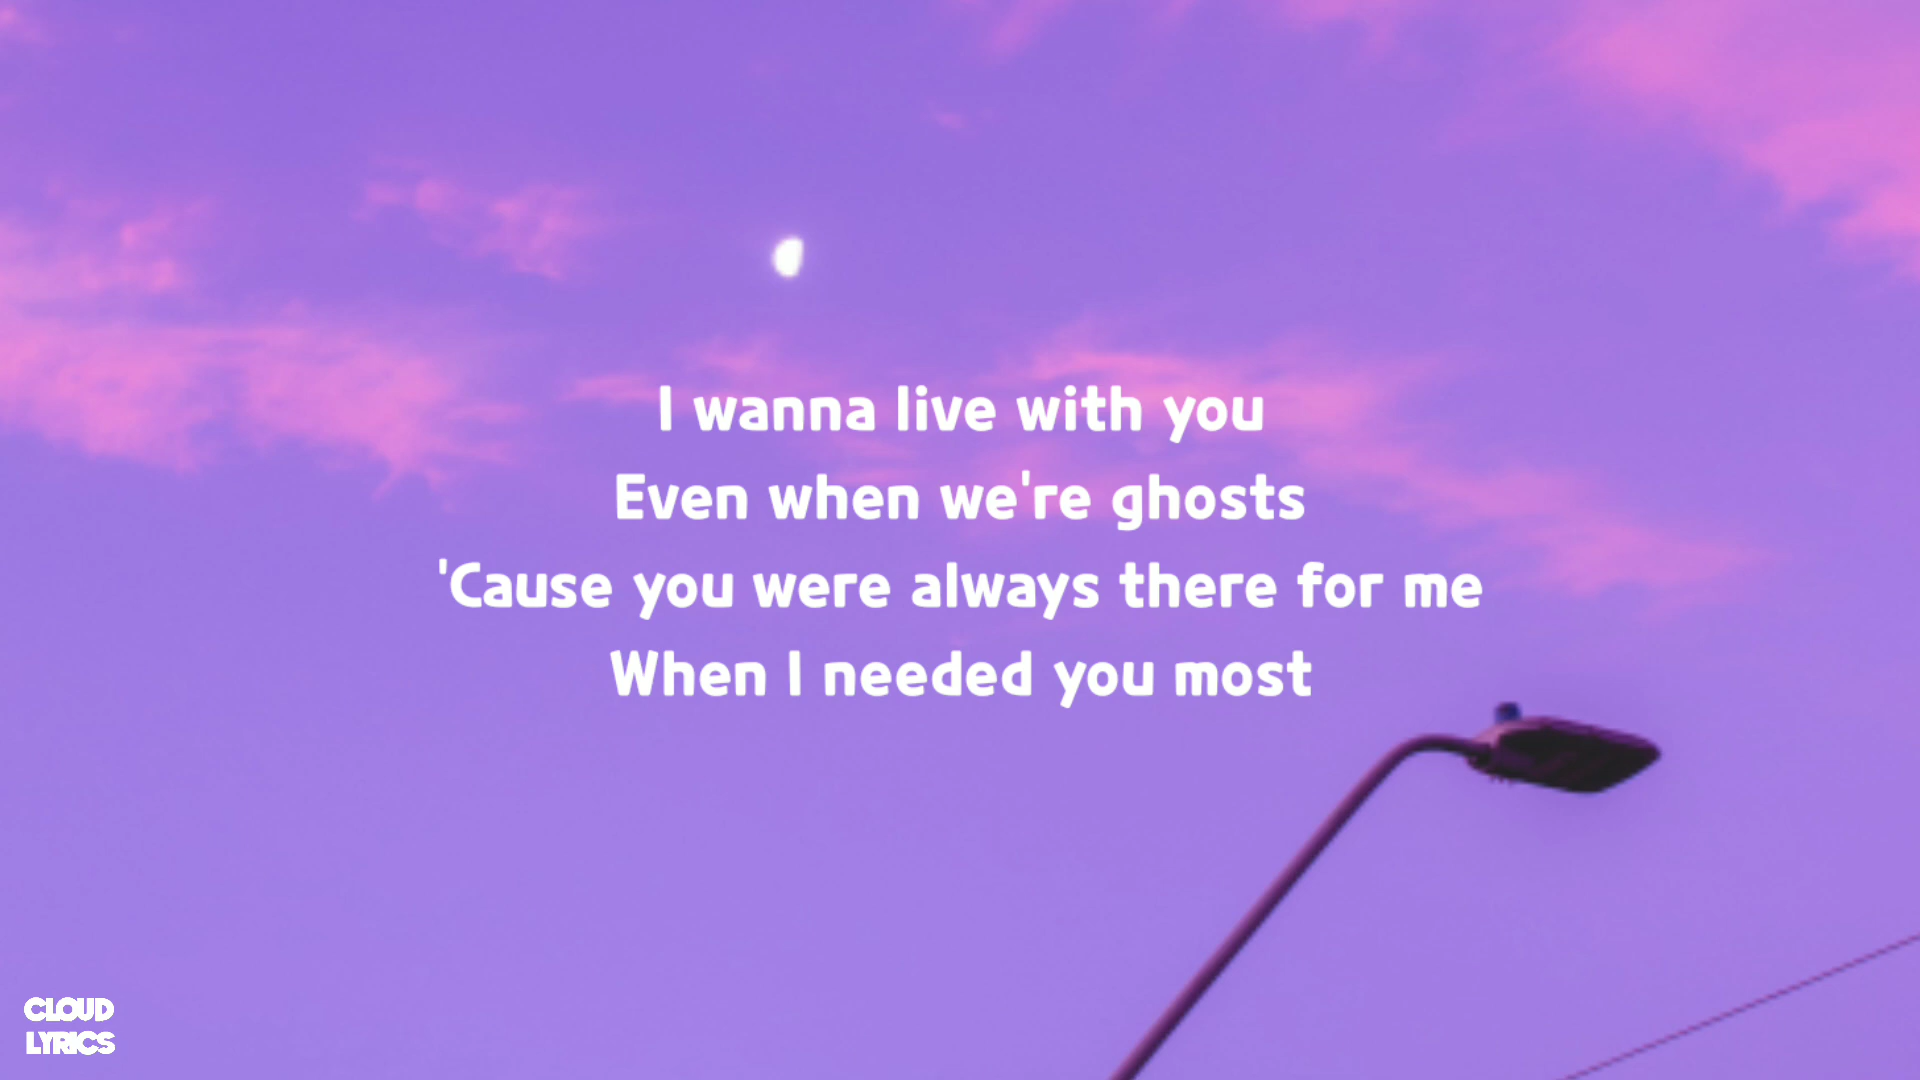 I wanna live with you
Even when we're ghosts
'Cause you were always there for me
When I needed you most
CLOUD
LYRICS